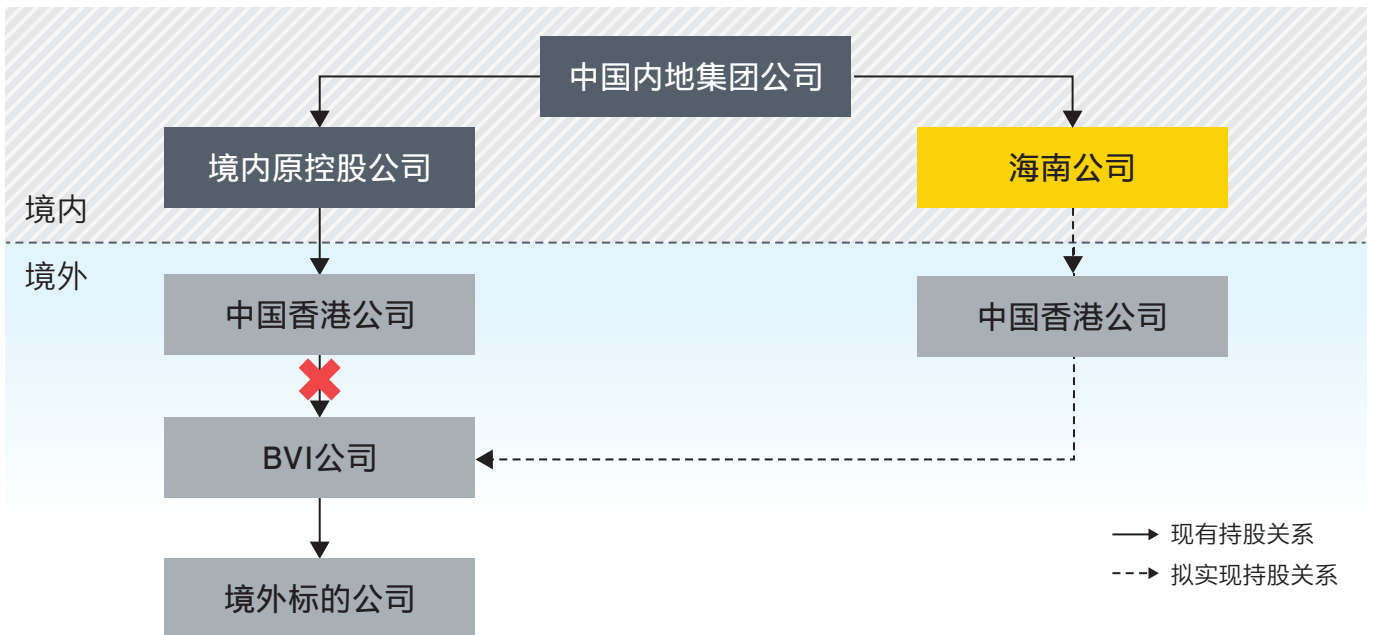 中国内地集团公司
境内原控股公司
海南公司
境内
境外
中国香港公司
中国香港公司
BVI公司
境外标的公司
现有持股关系
拟实现持股关系